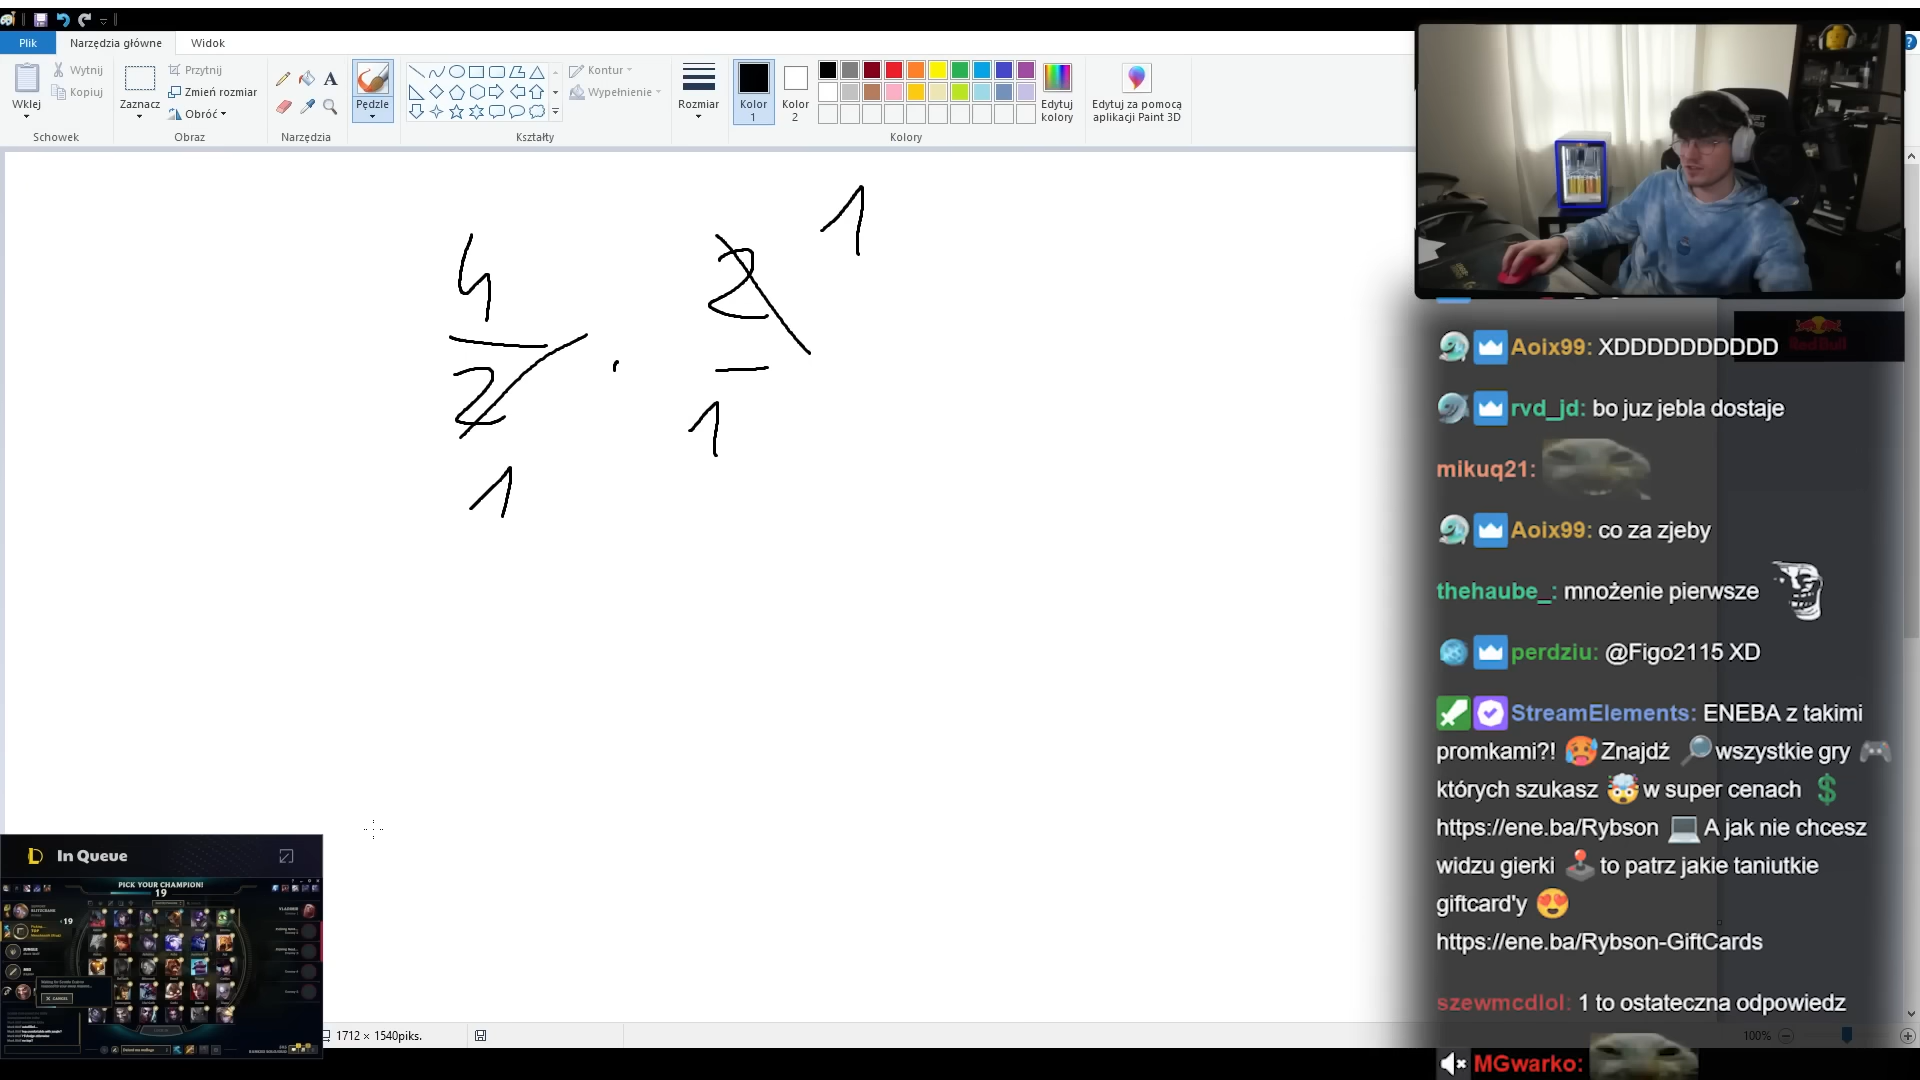 Plik Narzędzia główne Widok
Wklej
Wytnij
Kopiuj
Schowek
Zaznacz
Przytnij
Zmień rozmiar
Obróć
Obraz
Narzędzia
Pędzle
Kształty
Kontur
Wypełnienie
Rozmiar
Kolor 1
Kolor 2
Kolory
Edytuj kolory
Edytuj za pomocą aplikacji Paint 3D
1
4 2
2 · 1
1
RedBull
Aoix99: XDDDDDDDDDD
rvd_jd: bo juz jebla dostaje
mikuq21:
Aoix99: co za zjeby
thehaube_: mnożenie pierwsze
perdziu: @Figo2115 XD
StreamElements: ENEBA z takimi
promkami?! Znajdź wszystkie gry
których szukasz w super cenach
https://ene.ba/Rybson A jak nie chcesz
widzu gierki to patrz jakie taniutkie
giftcard'y
https://ene.ba/Rybson-GiftCards
szewmcdlol: 1 to ostateczna odpowiedz
MGwarko:
In Queue
PICK YOUR CHAMPION!
19
1712 × 1540piks.
100%